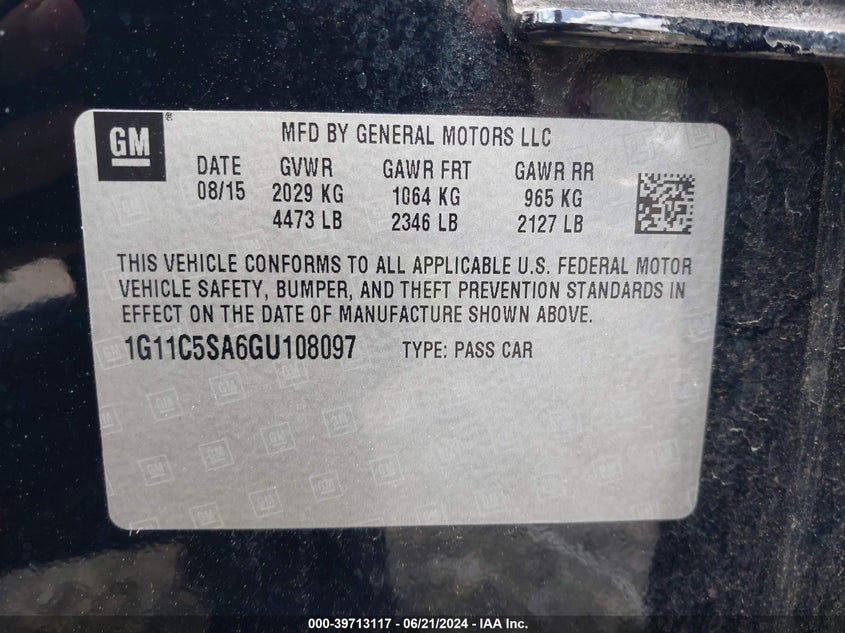 GM®
MFD BY GENERAL MOTORS LLC
DATE GVWR GAWR FRT GAWR RR
08/15 2029 KG 1064 KG 965 KG
4473 LB 2346 LB 2127 LB
THIS VEHICLE CONFORMS TO ALL APPLICABLE U.S. FEDERAL MOTOR
VEHICLE SAFETY, BUMPER, AND THEFT PREVENTION STANDARDS IN
EFFECT ON THE DATE OF MANUFACTURE SHOWN ABOVE.
1G11C5SA6GU108097 TYPE: PASS CAR
000-39713117 - 06/21/2024 - IAA Inc.